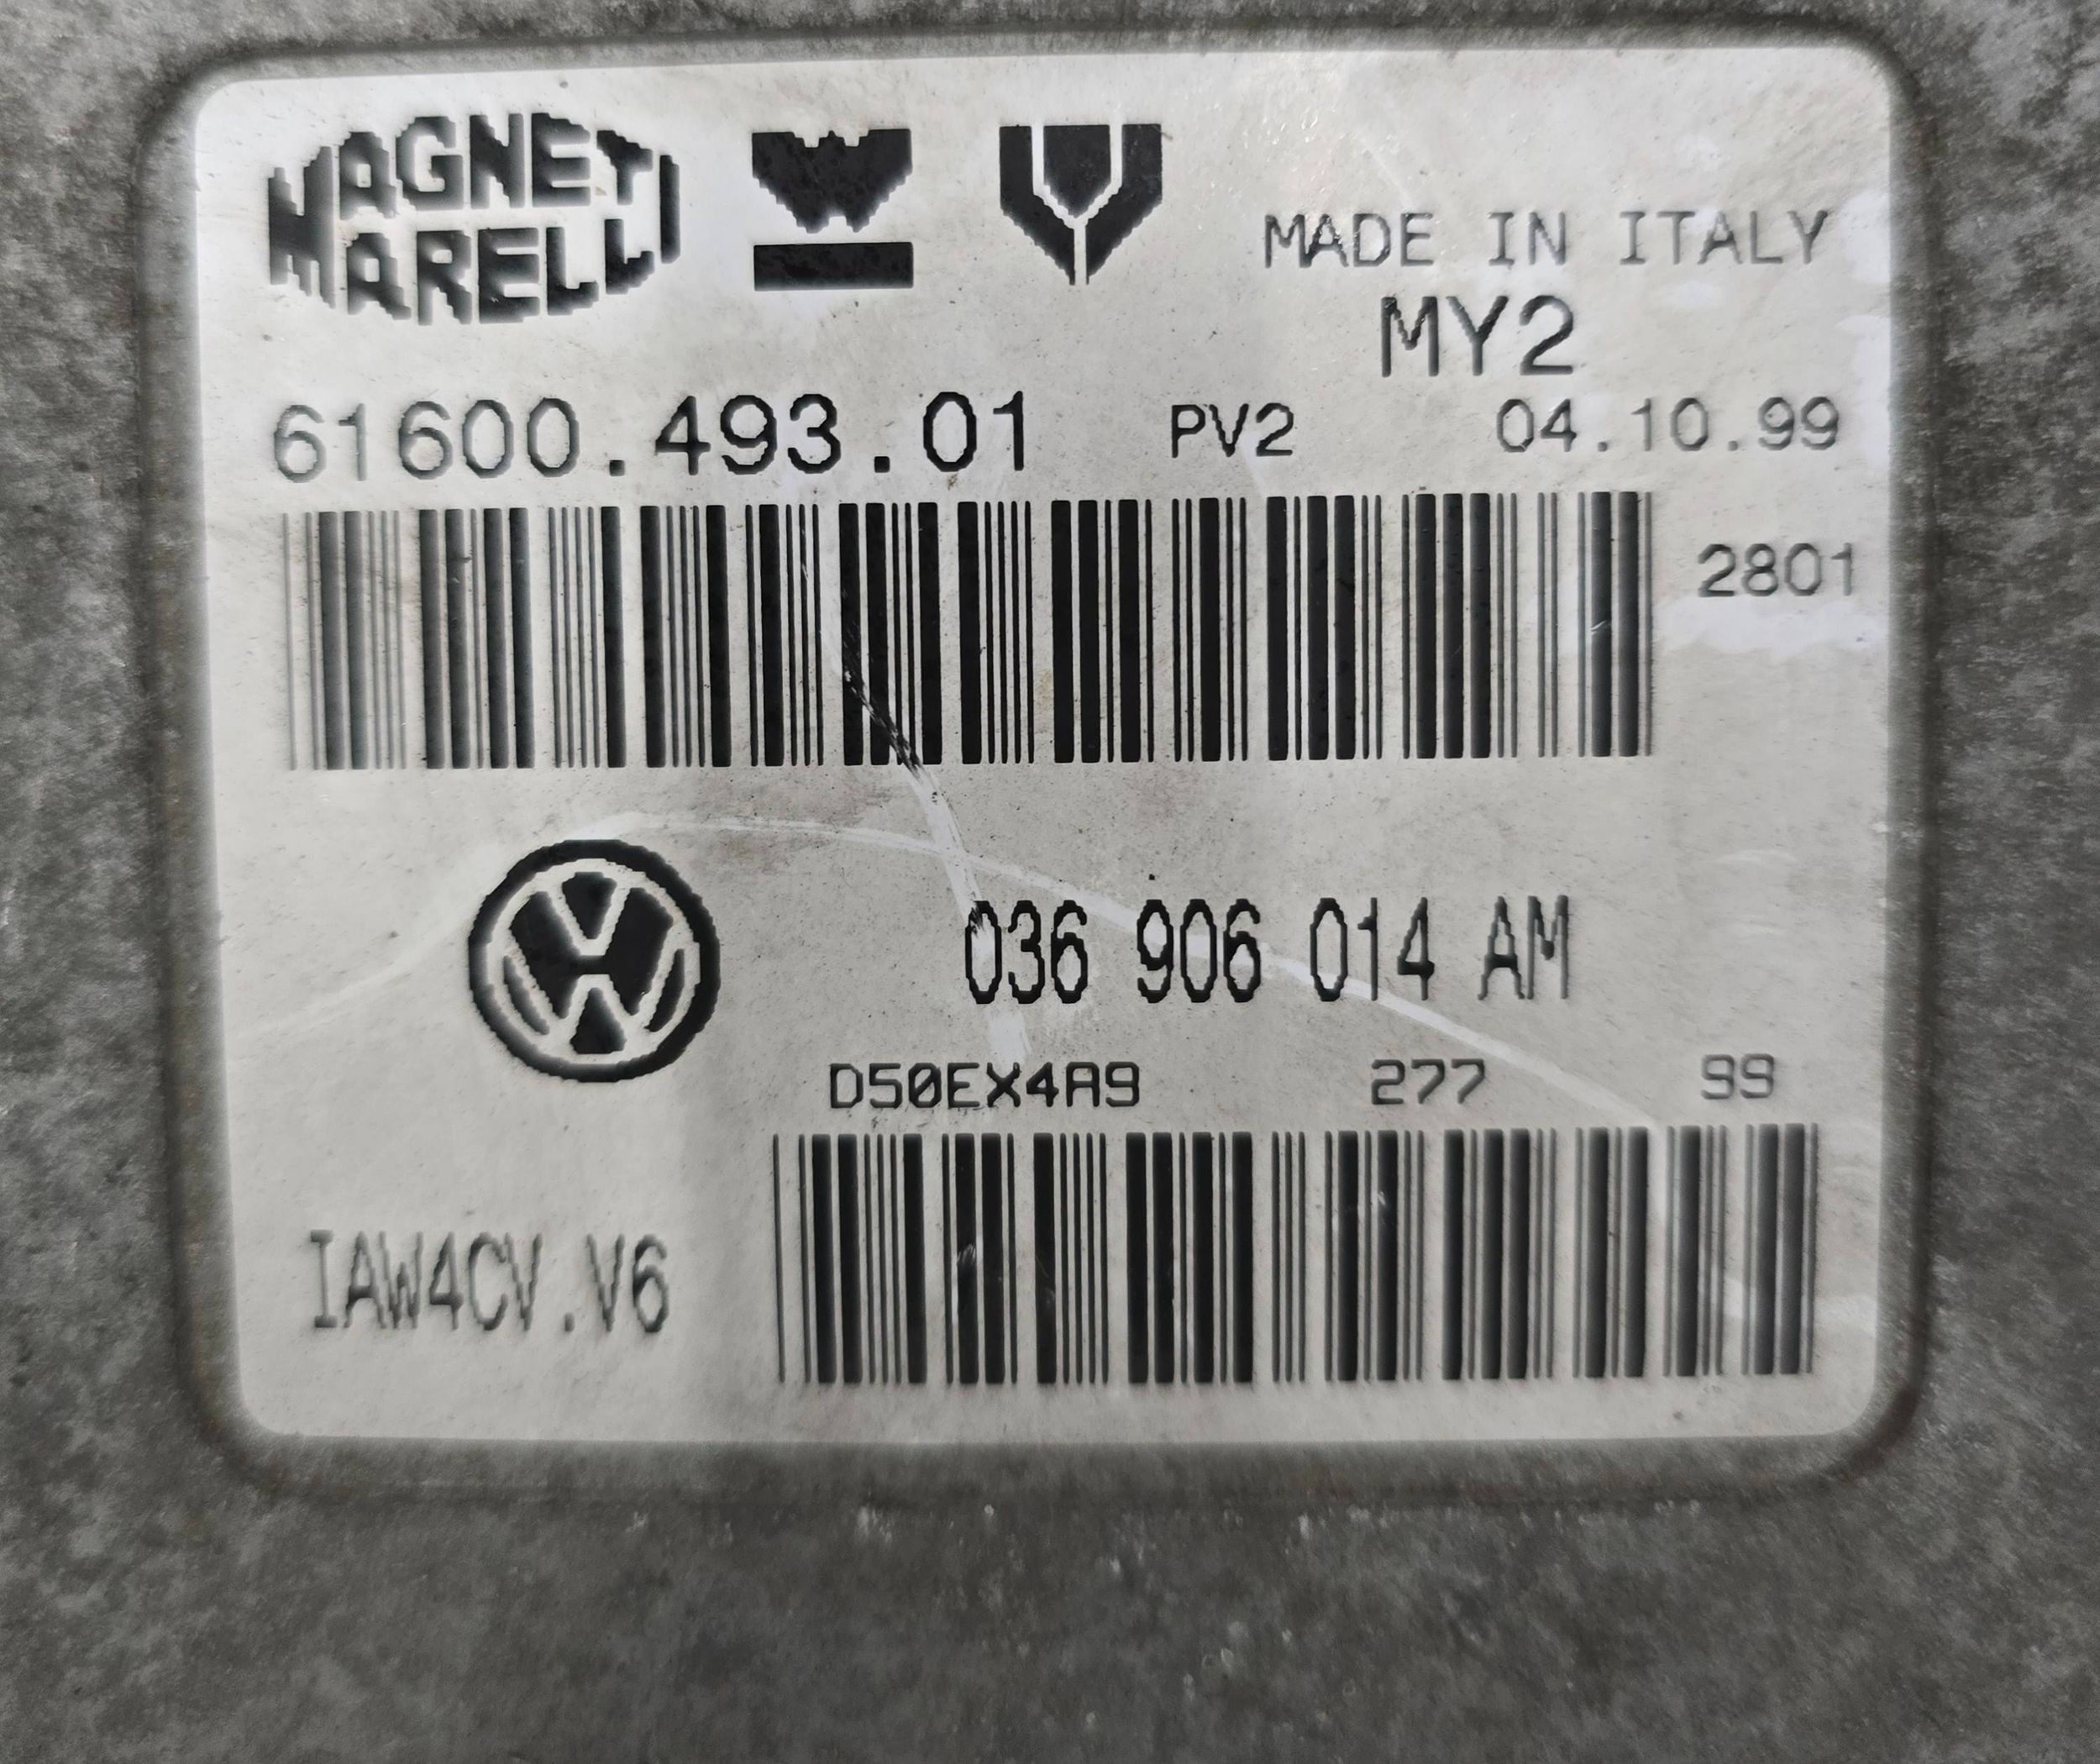 MAGNETI
MARELLI
MADE IN ITALY
MY2
61600.493.01 PV2 04.10.99
2801
036 906 014 AM
D50EX4A9 277 99
IAW4CV.V6